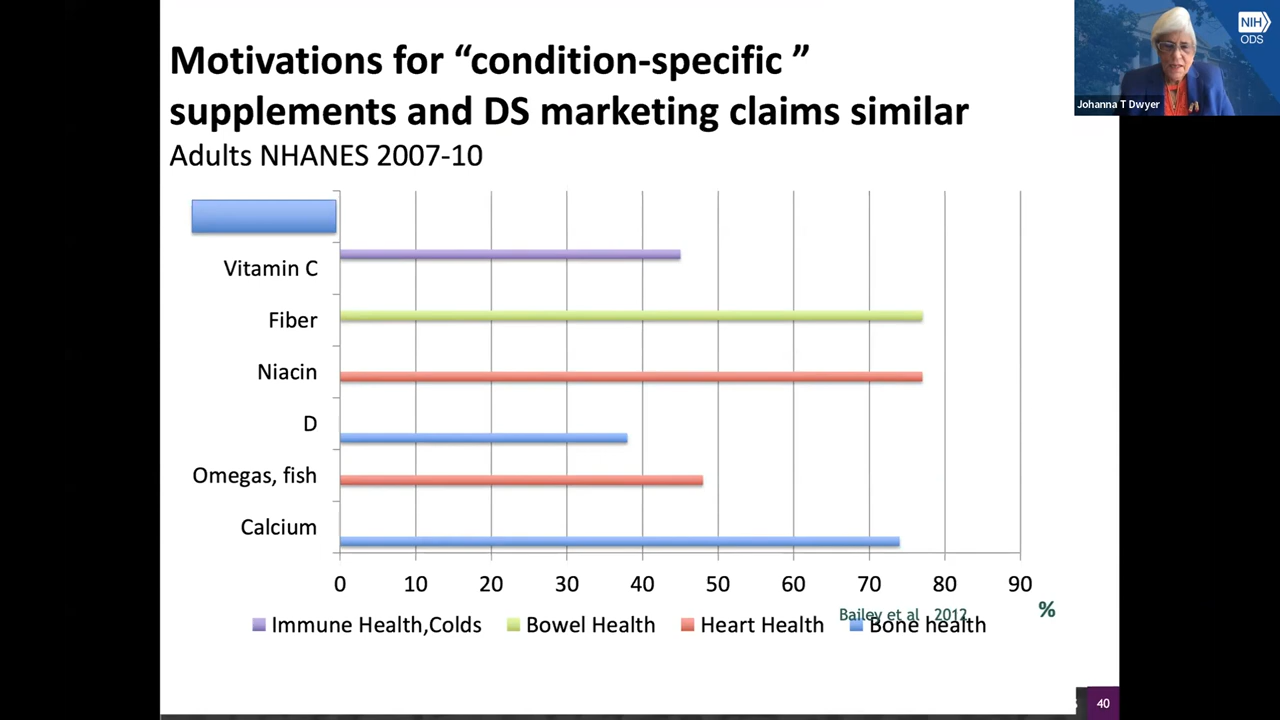 Motivations for “condition-specific ”
supplements and DS marketing claims similar
Adults NHANES 2007-10
NIH
ODS
Johanna T Dwyer
Vitamin C
Fiber
Niacin
D
Omegas, fish
Calcium
0 10 20 30 40 50 60 70 80 90
%
Bailey et al 2012
Immune Health,Colds Bowel Health Heart Health Bone health
40